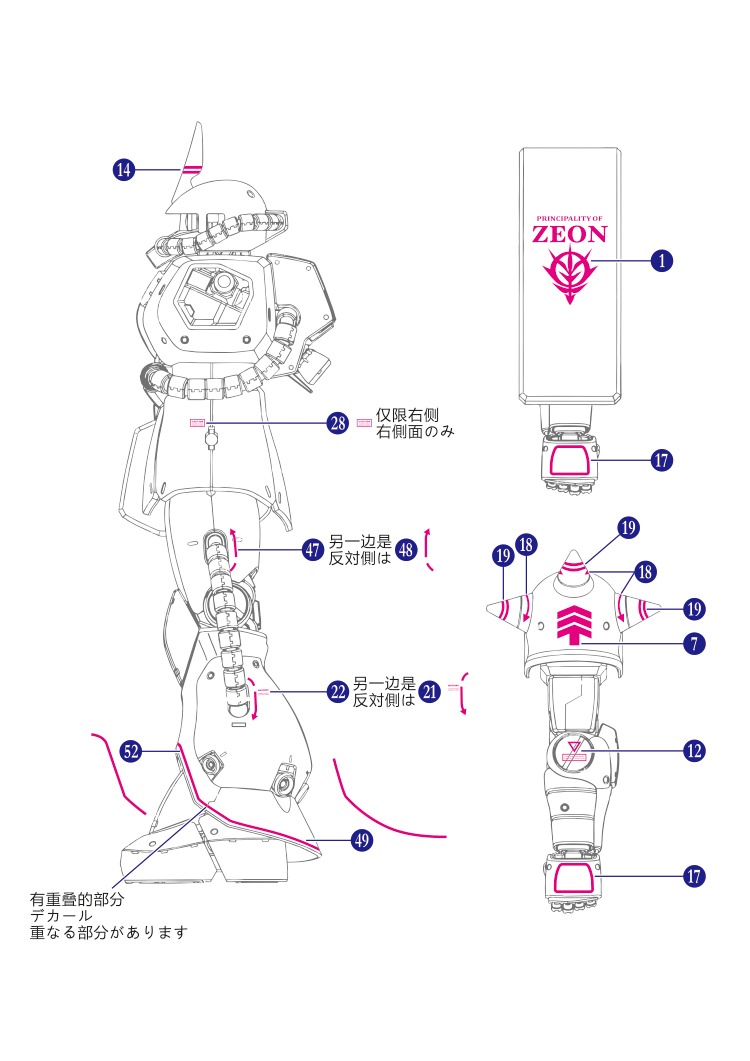 14
PRINCIPALITY OF
ZEON
1
28
仅限右侧
右側面のみ
17
47
另一边是
反対側は
48
19
18
19
18
19
7
22
另一边是
反対側は
21
52
12
49
17
有重叠的部分
デカール
重なる部分があります